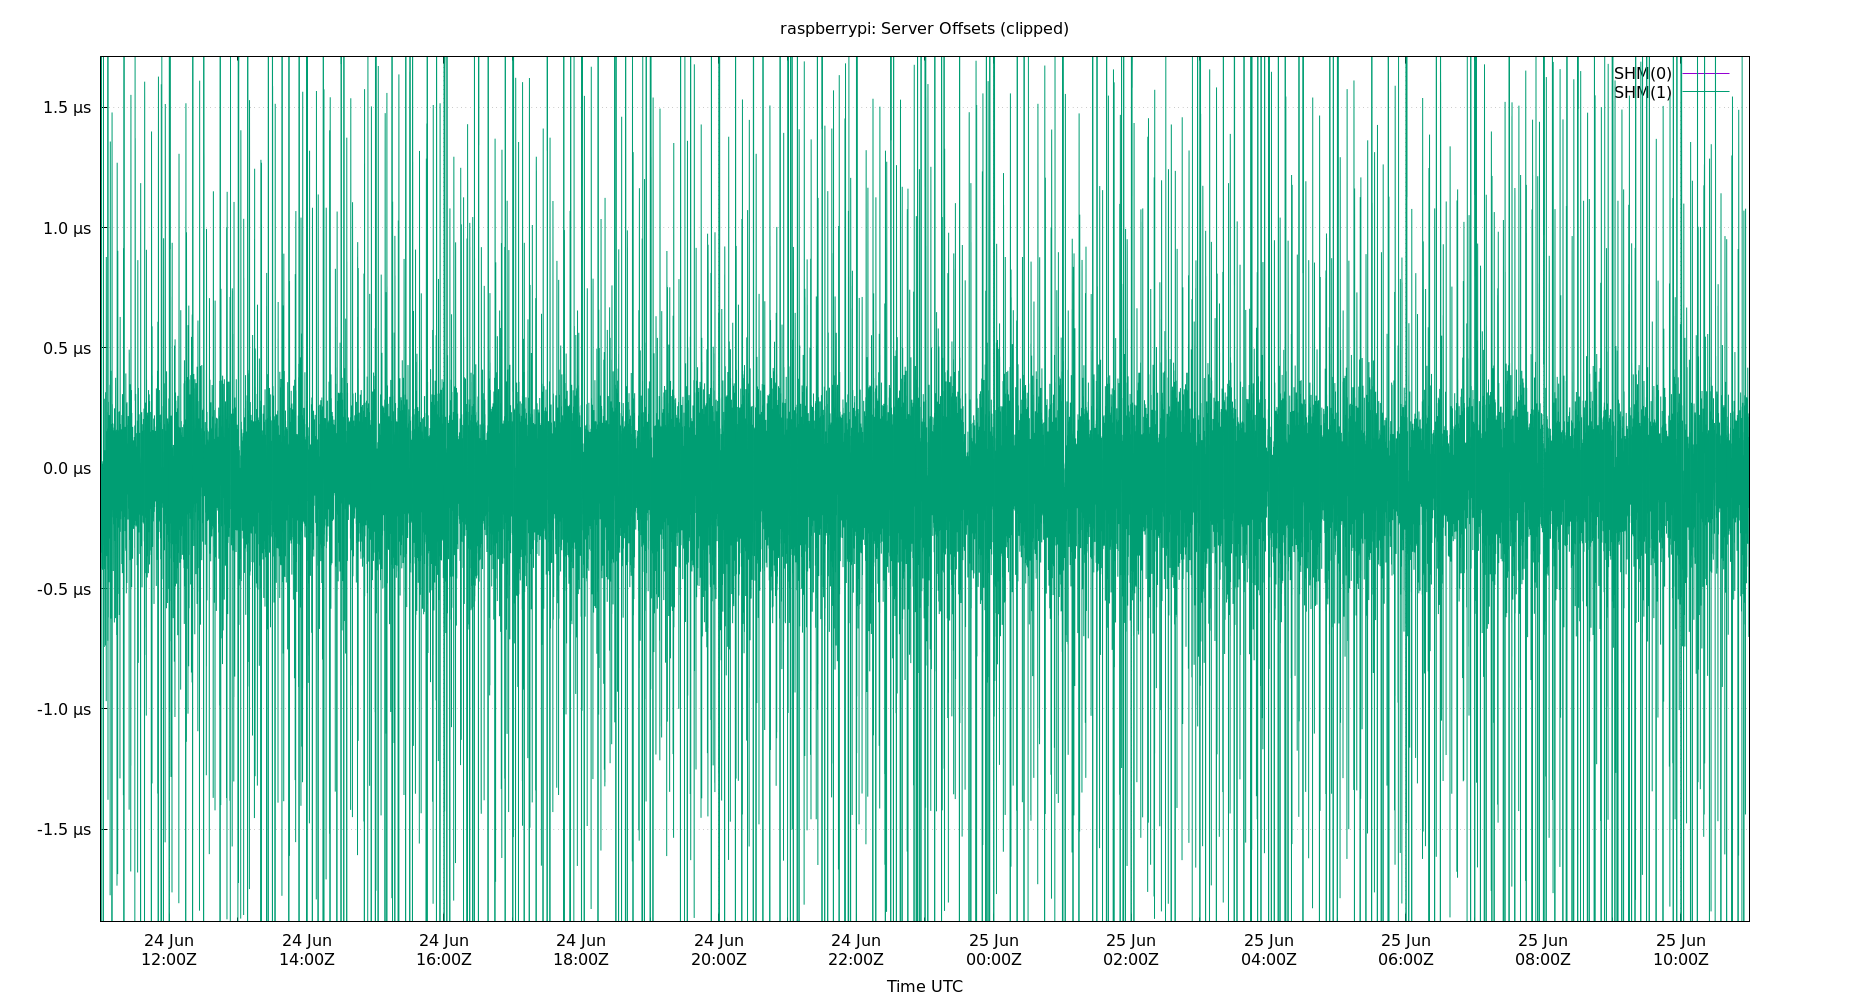 raspberrypi: Server Offsets (clipped)
SHM(0)
SHM(1)
1.5 µs
1.0 µs
0.5 µs
0.0 µs
-0.5 µs
-1.0 µs
-1.5 µs
24 Jun 24 Jun 24 Jun 24 Jun 24 Jun 24 Jun 25 Jun 25 Jun 25 Jun 25 Jun 25 Jun 25 Jun
12:00Z 14:00Z 16:00Z 18:00Z 20:00Z 22:00Z 00:00Z 02:00Z 04:00Z 06:00Z 08:00Z 10:00Z
Time UTC